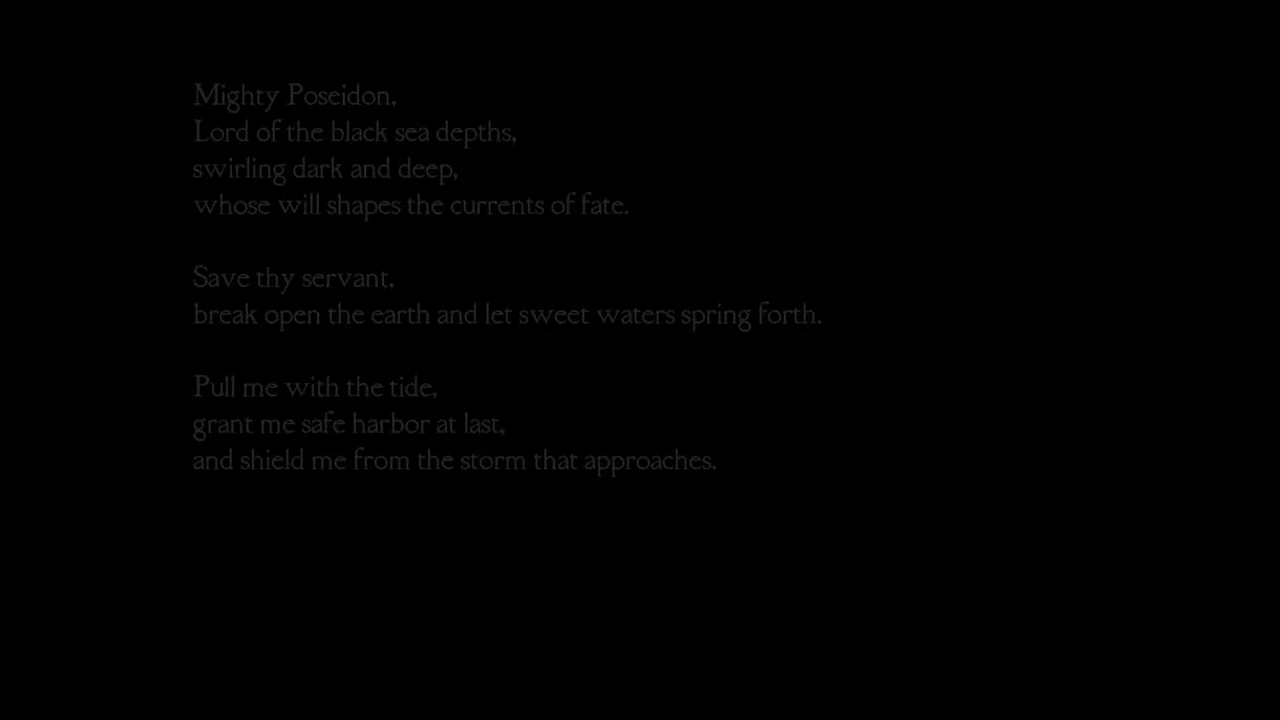 Mighty Poseidon,
Lord of the black sea depths,
swirling dark and deep,
whose will shapes the currents of fate.
Save thy servant,
break open the earth and let sweet waters spring forth.
Pull me with the tide,
grant me safe harbor at last,
and shield me from the storm that approaches.